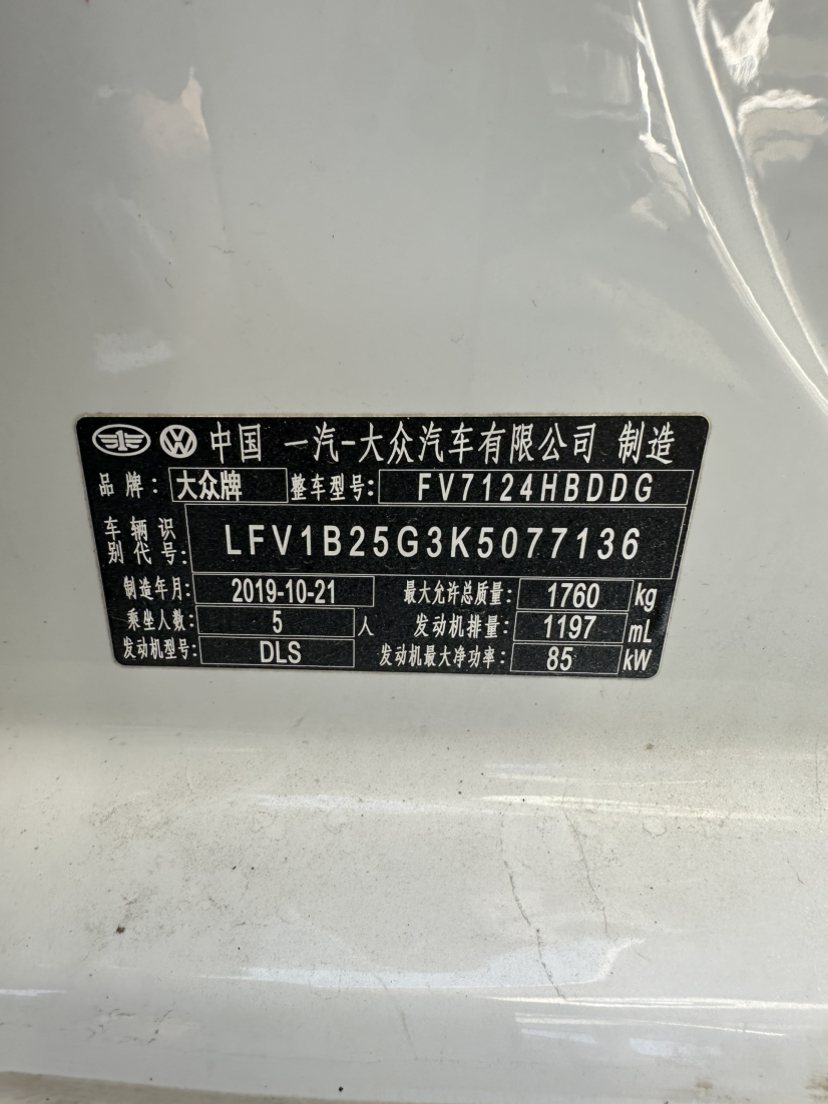 中国 一汽-大众汽车有限公司 制造
品牌: 大众牌 整车型号: FV7124HBDDG
车辆识别代号: LFV1B25G3K5077136
制造年月: 2019-10-21 最大允许总质量: 1760 kg
乘坐人数: 5 人 发动机排量: 1197 mL
发动机型号: DLS 发动机最大净功率: 85 kW